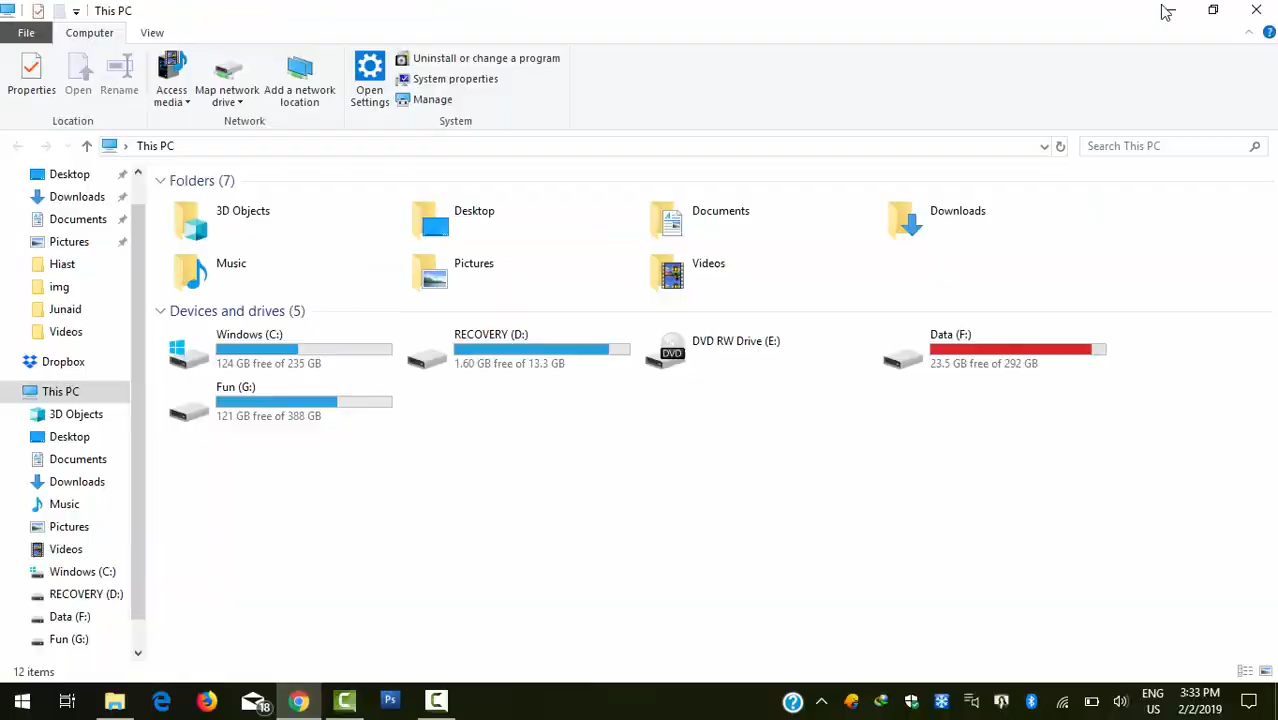 This PC
File
Computer
View
Properties
Open
Rename
Access media
Map network drive
Add a network location
Open Settings
Uninstall or change a program
System properties
Manage
Location
Network
System
This PC
Search This PC
Desktop
Downloads
Documents
Pictures
Hiast
img
Junaid
Videos
Dropbox
This PC
3D Objects
Desktop
Documents
Downloads
Music
Pictures
Videos
Windows (C:)
RECOVERY (D:)
Data (F:)
Fun (G:)
Folders (7)
3D Objects
Desktop
Documents
Downloads
Music
Pictures
Videos
Devices and drives (5)
Windows (C:)
124 GB free of 235 GB
RECOVERY (D:)
1.60 GB free of 13.3 GB
DVD RW Drive (E:)
DVD
Data (F:)
23.5 GB free of 292 GB
Fun (G:)
121 GB free of 388 GB
12 items
18
Ps
ENG
US
3:33 PM
2/2/2019